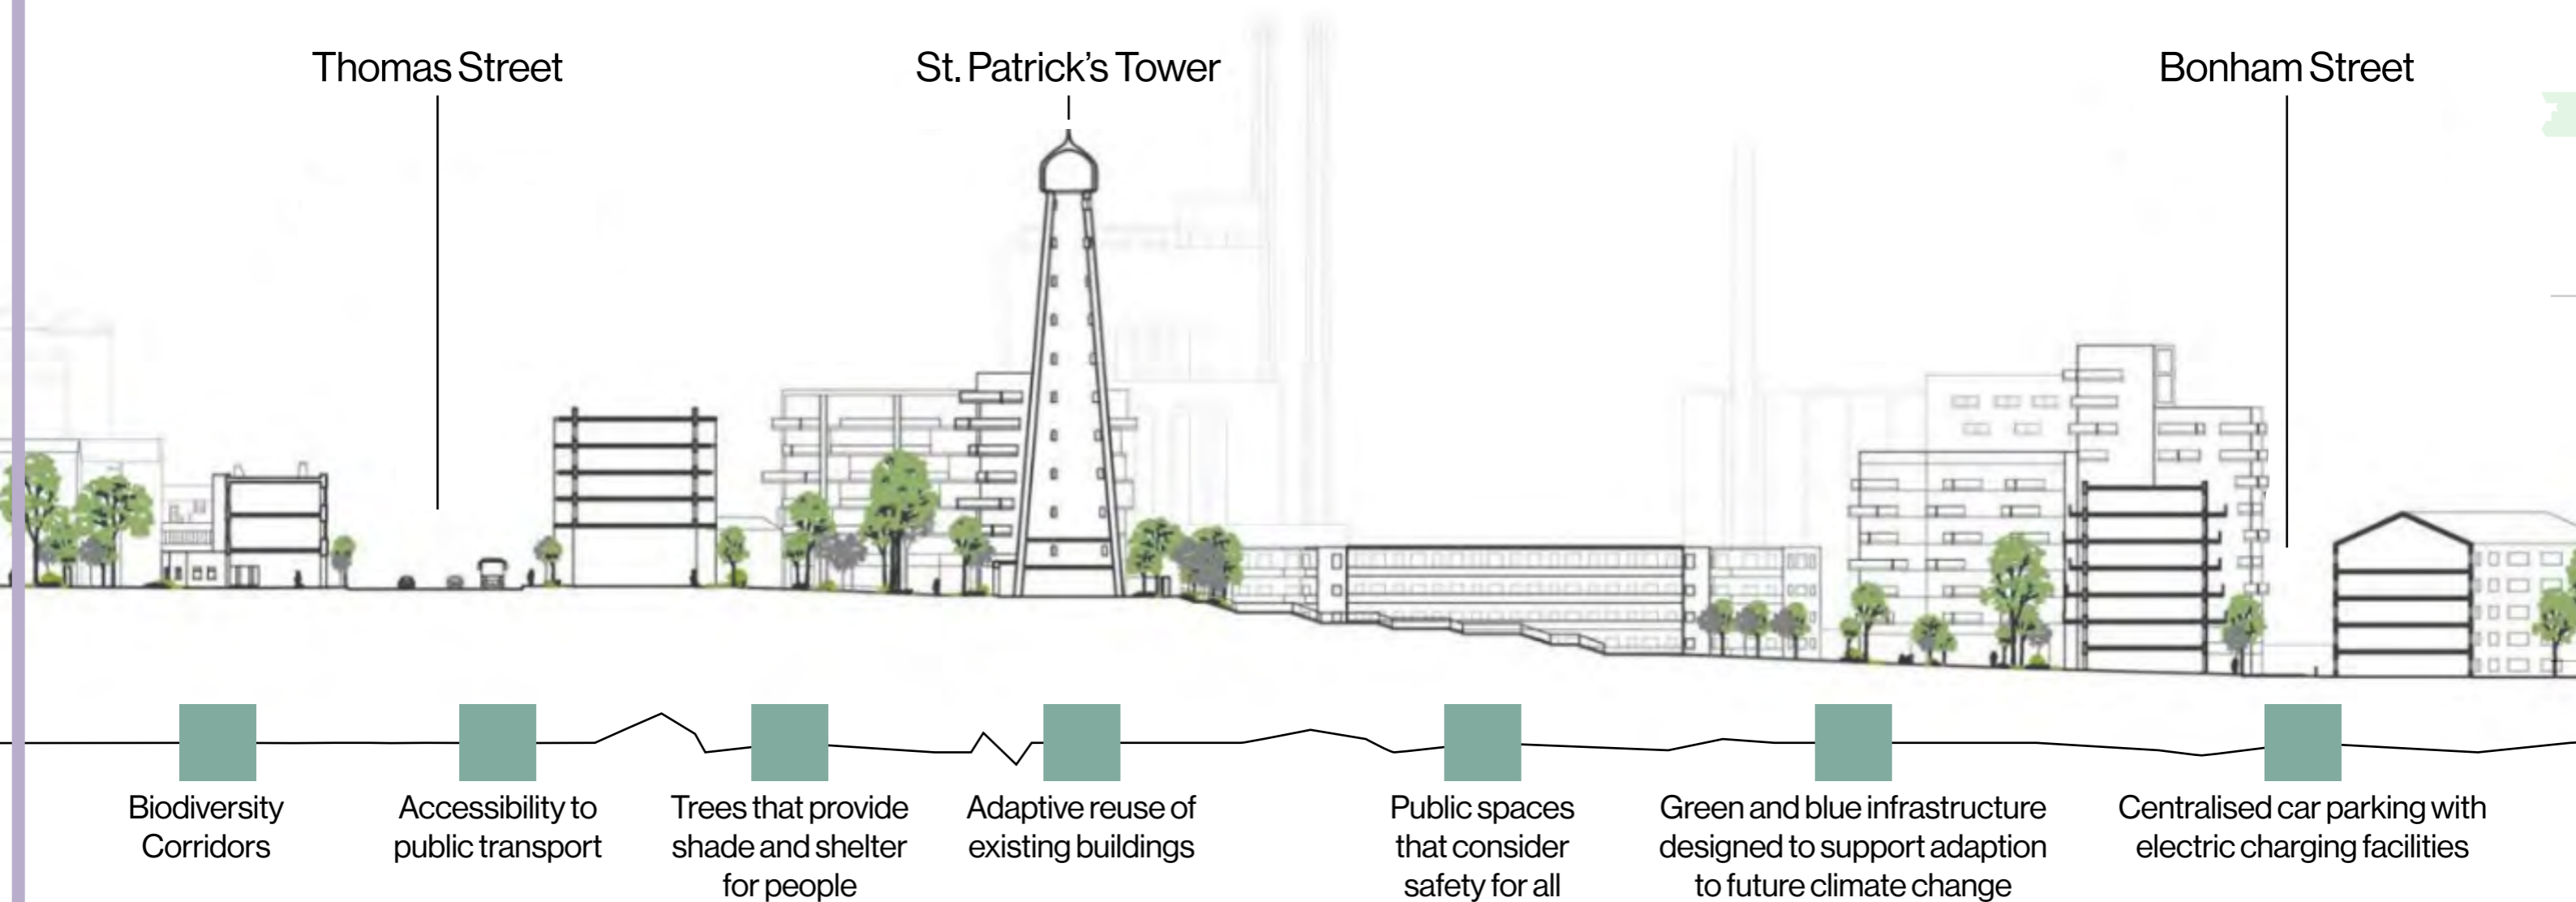 Thomas Street
St. Patrick's Tower
Bonham Street
Biodiversity
Corridors
Accessibility to
public transport
Trees that provide
shade and shelter
for people
Adaptive reuse of
existing buildings
Public spaces
that consider
safety for all
Green and blue infrastructure
designed to support adaption
to future climate change
Centralised car parking with
electric charging facilities